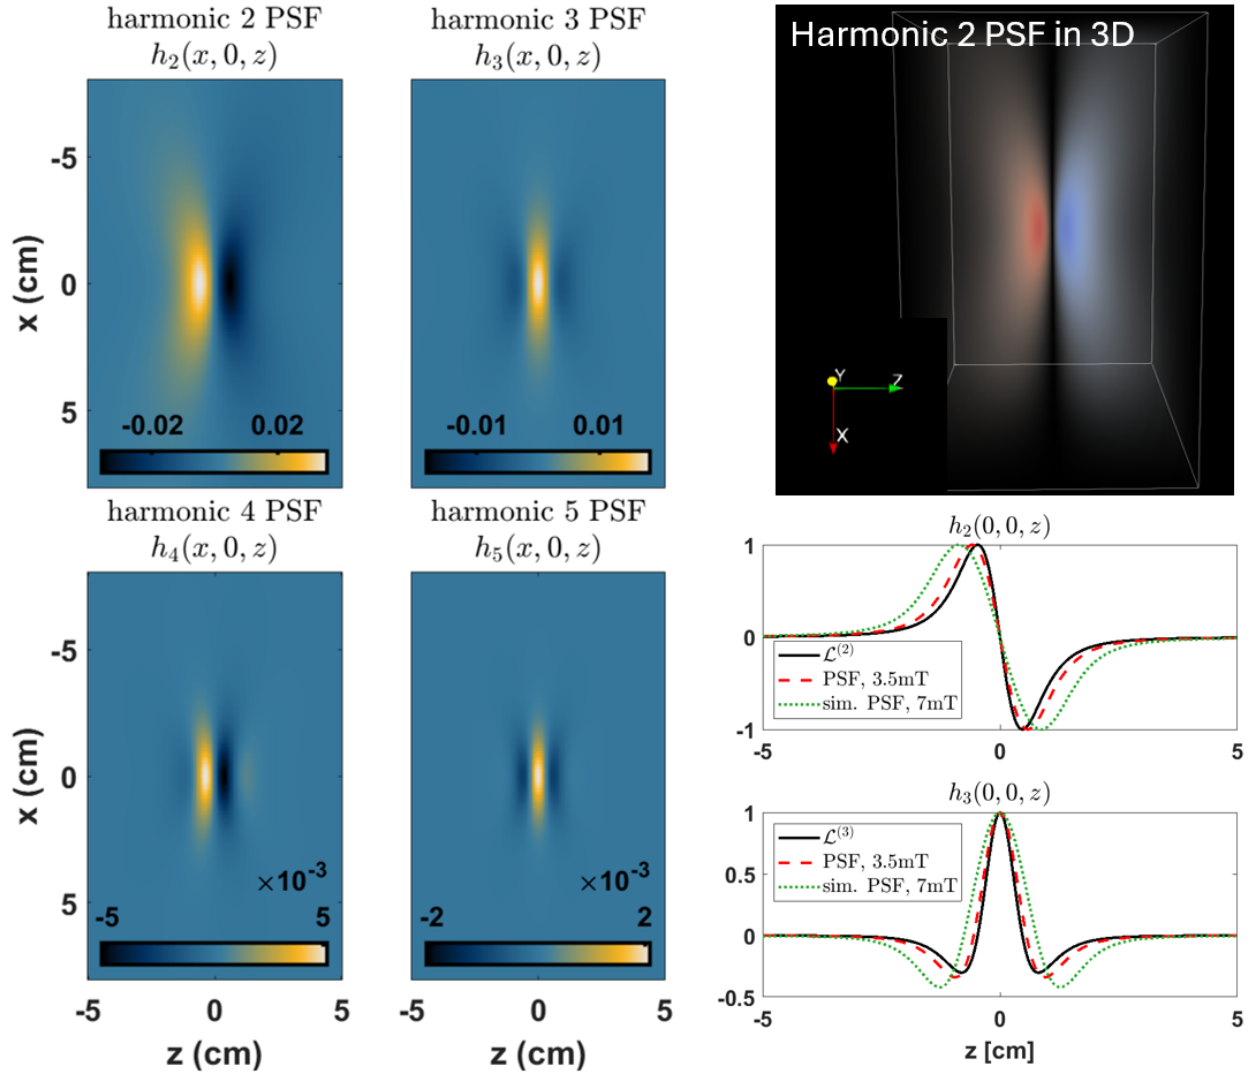 harmonic 2 PSF
h₂(x, 0, z)
harmonic 3 PSF
h₃(x, 0, z)
-5
0
5
x (cm)
-0.02 0.02
-0.01 0.01
Harmonic 2 PSF in 3D
Y
Z
X
harmonic 4 PSF
h₄(x, 0, z)
harmonic 5 PSF
h₅(x, 0, z)
-5
0
5
x (cm)
×10⁻³
-5 5
×10⁻³
-2 2
-5 0 5
z (cm)
-5 0 5
z (cm)
h₂(0, 0, z)
1
0
-1
ℒ⁽²⁾
PSF, 3.5mT
sim. PSF, 7mT
-5 0 5
h₃(0, 0, z)
1
0.5
0
-0.5
ℒ⁽³⁾
PSF, 3.5mT
sim. PSF, 7mT
-5 0 5
z [cm]